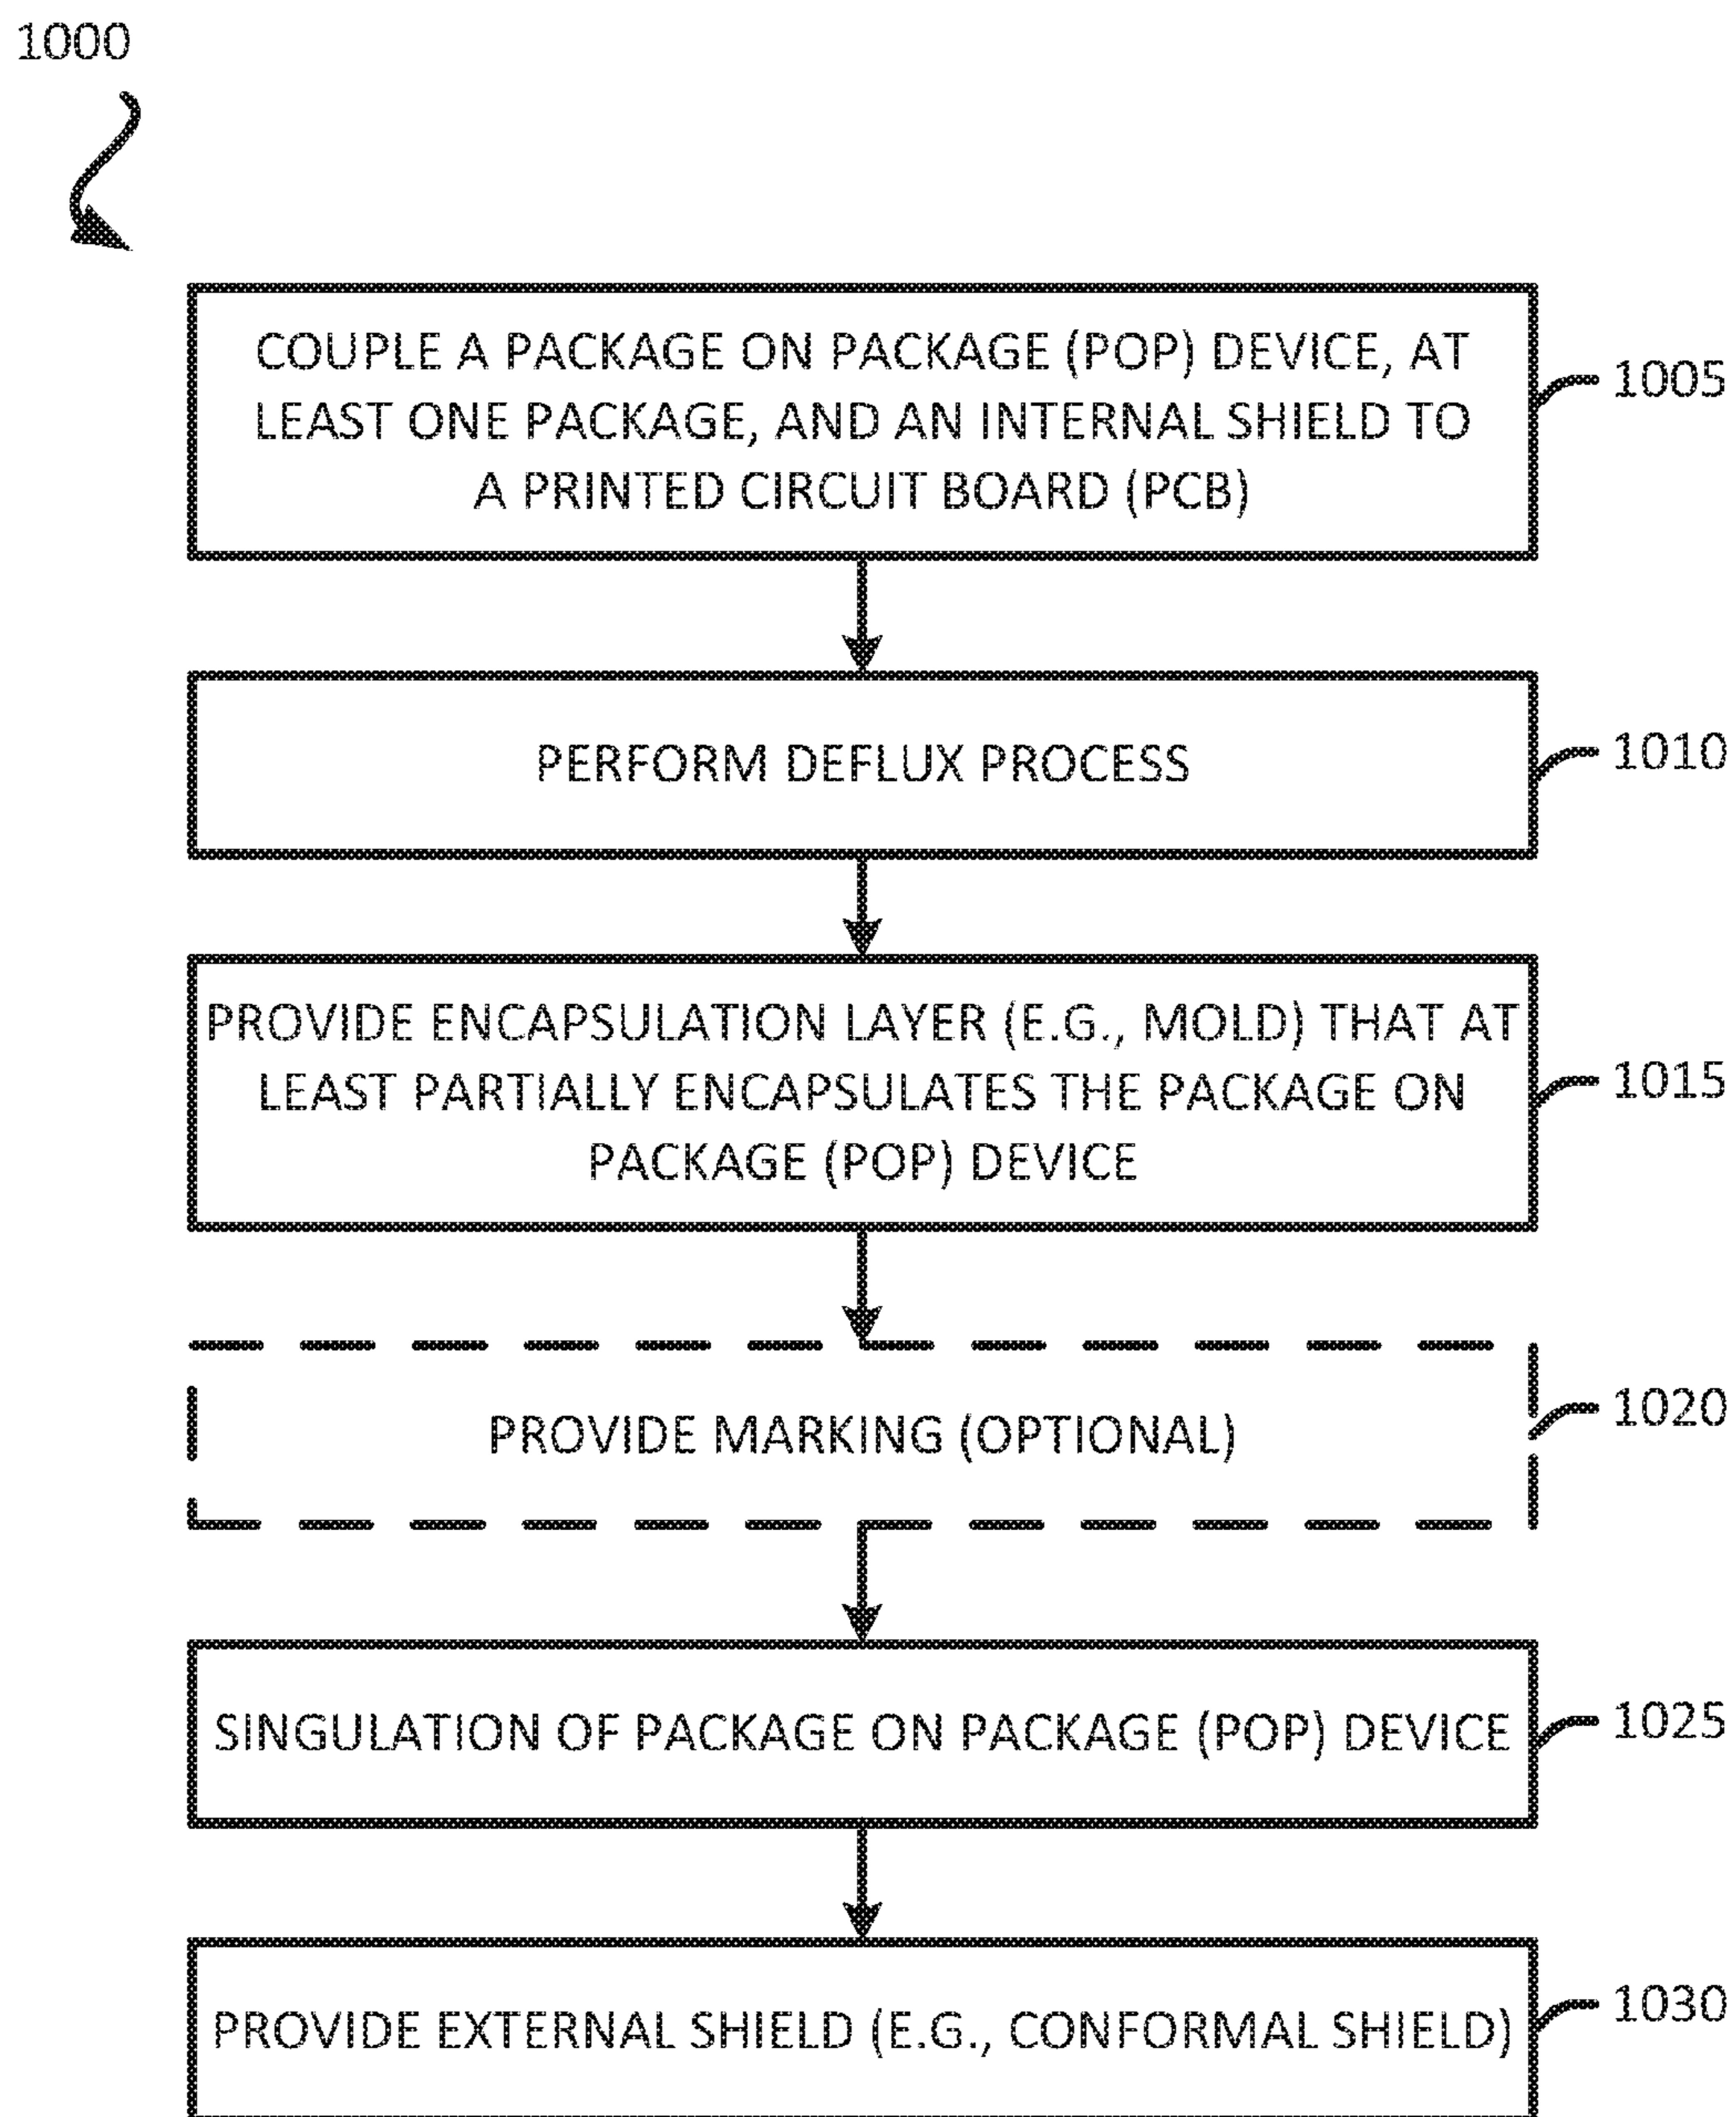 1000
COUPLE A PACKAGE ON PACKAGE (POP) DEVICE, AT
LEAST ONE PACKAGE, AND AN INTERNAL SHIELD TO
A PRINTED CIRCUIT BOARD (PCB)
1005
PERFORM DEFLUX PROCESS
1010
PROVIDE ENCAPSULATION LAYER (E.G., MOLD) THAT AT
LEAST PARTIALLY ENCAPSULATES THE PACKAGE ON
PACKAGE (POP) DEVICE
1015
PROVIDE MARKING (OPTIONAL)
1020
SINGULATION OF PACKAGE ON PACKAGE (POP) DEVICE
1025
PROVIDE EXTERNAL SHIELD (E.G., CONFORMAL SHIELD)
1030